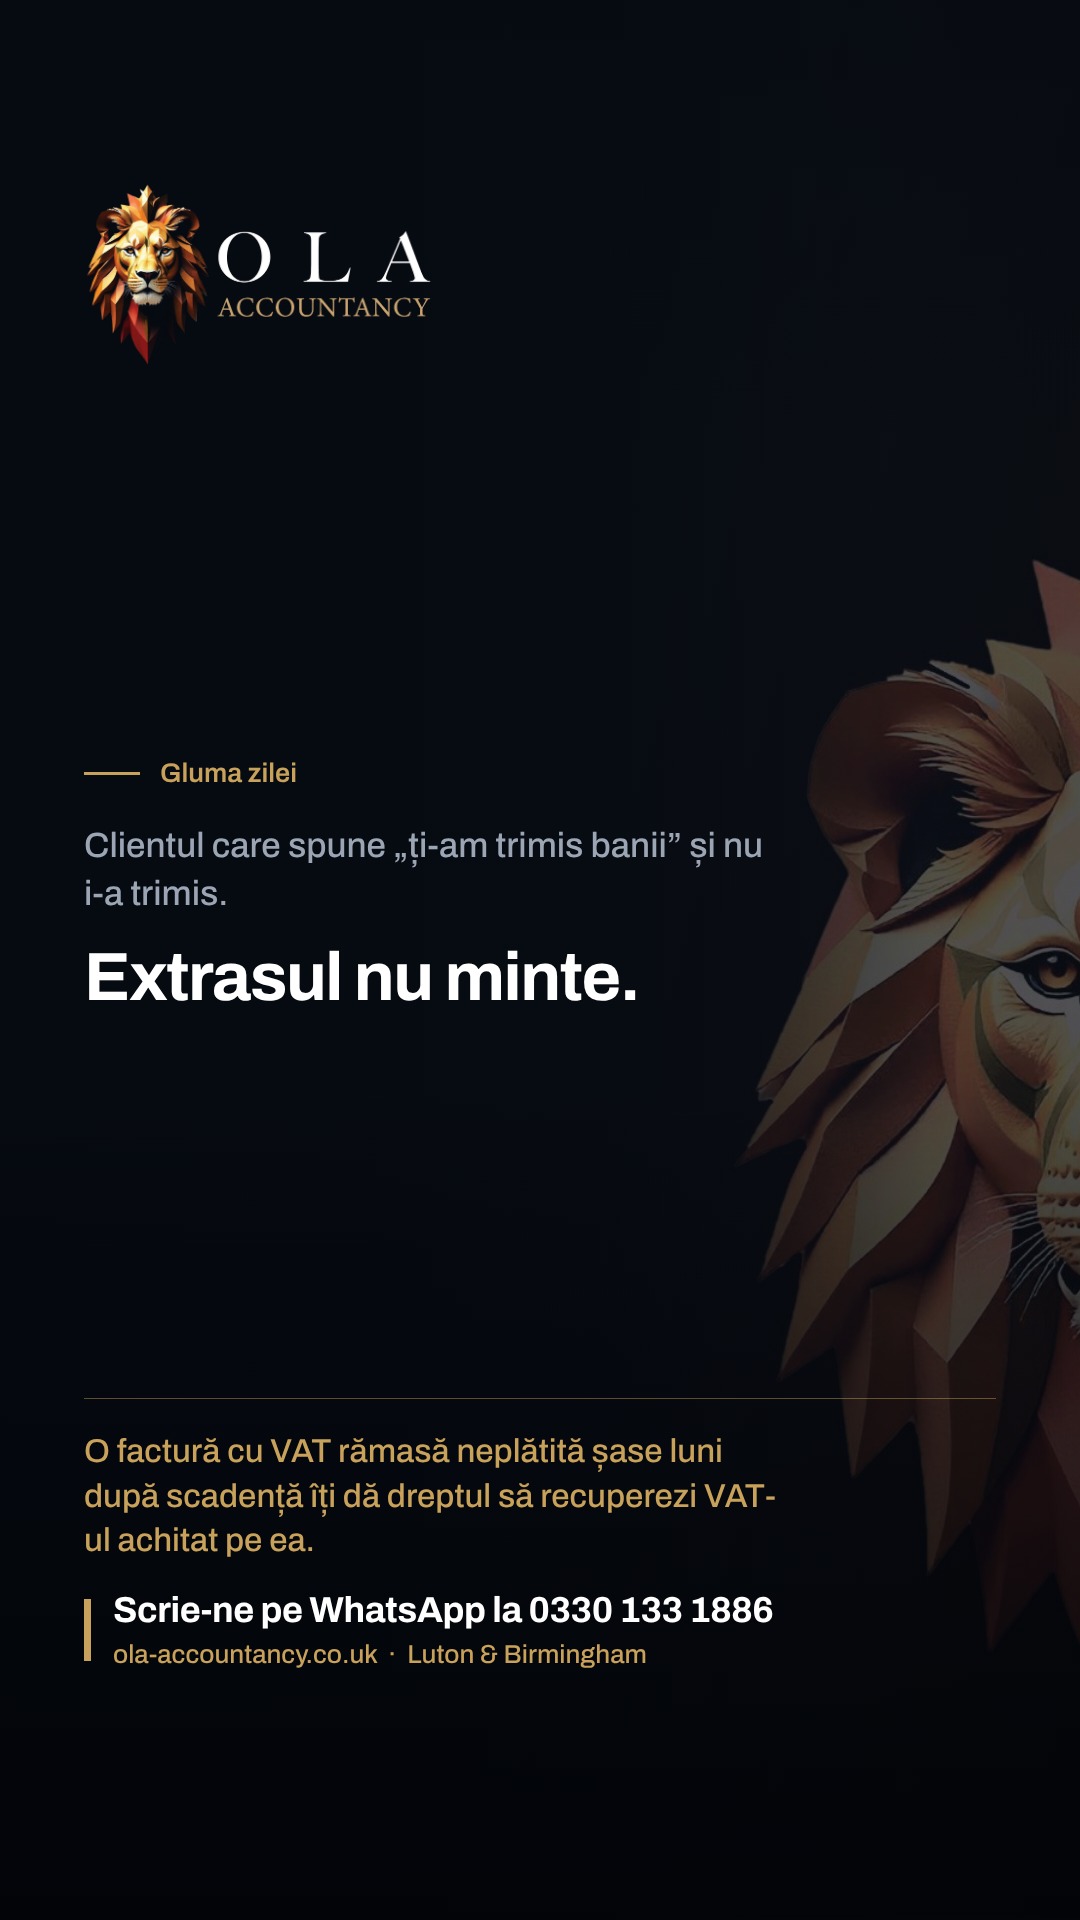 OLA
ACCOUNTANCY
Gluma zilei
Clientul care spune „ți-am trimis banii” și nu
i-a trimis.
Extrasul nu minte.
O factură cu VAT rămasă neplătită șase luni
după scadență îți dă dreptul să recuperezi VAT-
ul achitat pe ea.
Scrie-ne pe WhatsApp la 0330 133 1886
ola-accountancy.co.uk · Luton & Birmingham